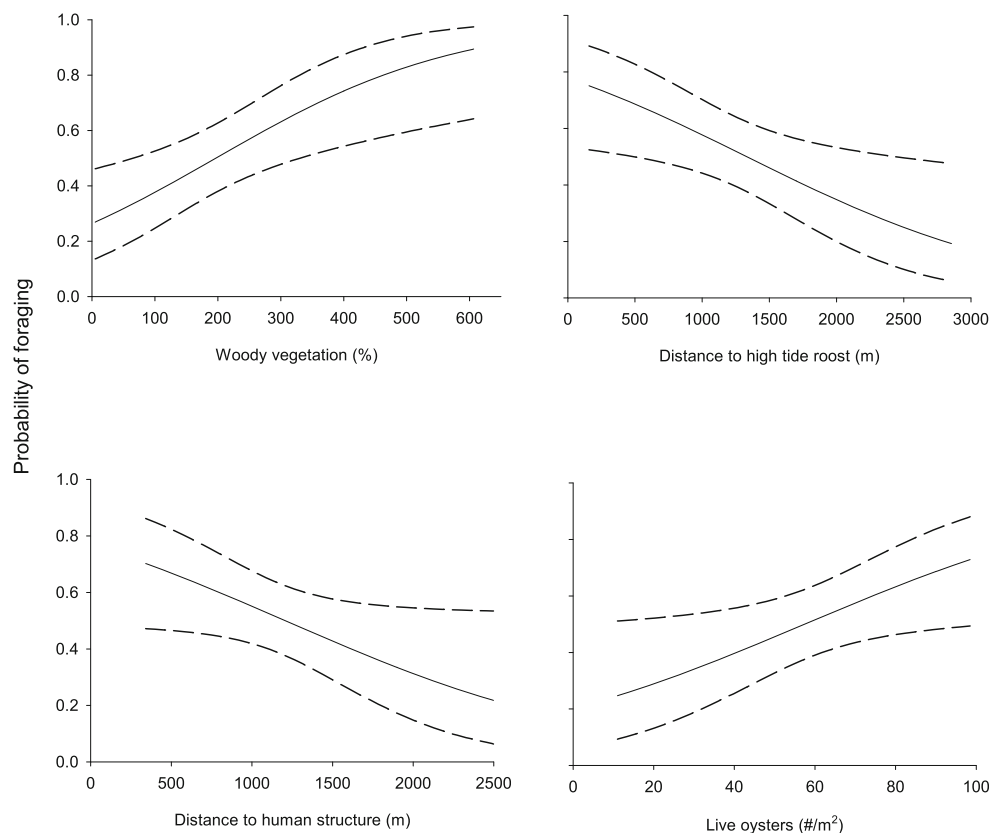 Probability of foraging
1.0
0.8
0.6
0.4
0.2
0.0
0 100 200 300 400 500 600
Woody vegetation (%)
0 500 1000 1500 2000 2500 3000
Distance to high tide roost (m)
1.0
0.8
0.6
0.4
0.2
0.0
0 500 1000 1500 2000 2500
Distance to human structure (m)
0 20 40 60 80 100
Live oysters (#/m²)